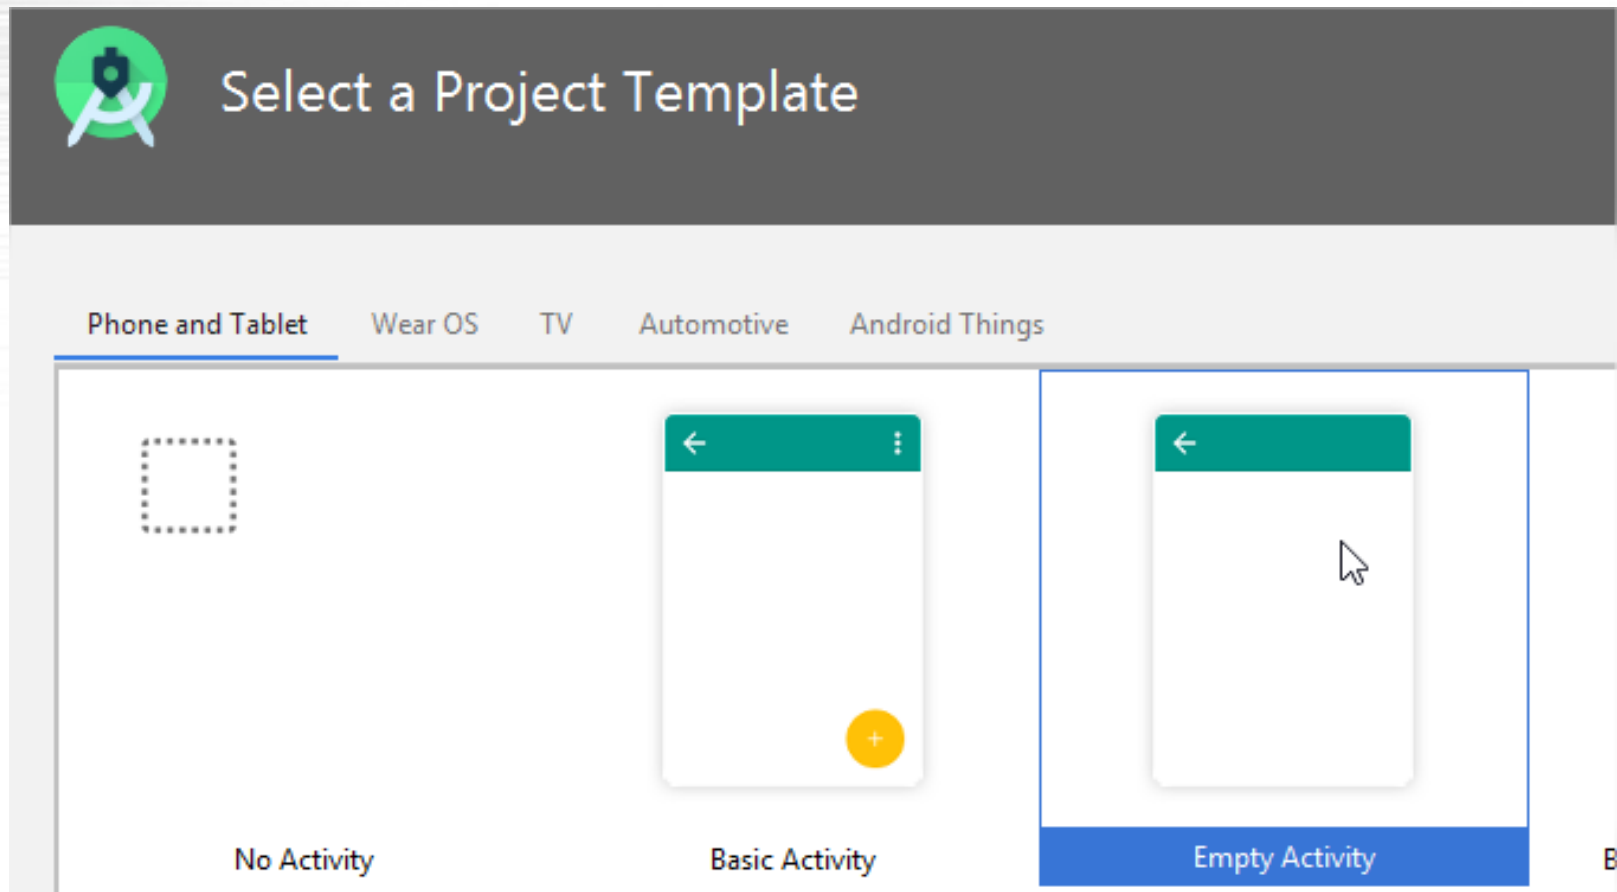 Select a Project Template
Phone and Tablet Wear OS TV Automotive Android Things
No Activity Basic Activity Empty Activity